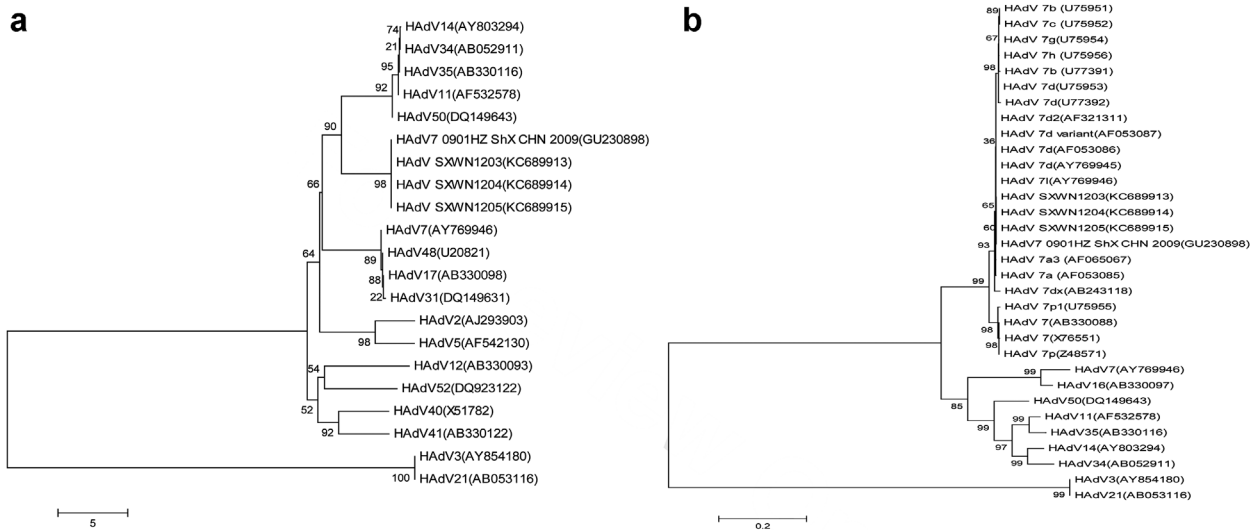 a
74
HAdV14(AY803294)
21
HAdV34(AB052911)
95
HAdV35(AB330116)
92
HAdV11(AF532578)
HAdV50(DQ149643)
90
HAdV7 0901HZ ShX CHN 2009(GU230898)
HAdV SXWN1203(KC689913)
98
HAdV SXWN1204(KC689914)
HAdV SXWN1205(KC689915)
66
HAdV7(AY769946)
HAdV48(U20821)
89
HAdV17(AB330098)
88
22
HAdV31(DQ149631)
64
HAdV2(AJ293903)
98
HAdV5(AF542130)
54
HAdV12(AB330093)
HAdV52(DQ923122)
52
HAdV40(X51782)
92
HAdV41(AB330122)
HAdV3(AY854180)
100
HAdV21(AB053116)
5
b
89
HAdV 7b (U75951)
HAdV 7c (U75952)
67
HAdV 7g(U75954)
HAdV 7h (U75956)
98
HAdV 7b (U77391)
HAdV 7d(U75953)
HAdV 7d(U77392)
HAdV 7d2(AF321311)
HAdV 7d variant(AF053087)
36
HAdV 7d(AF053086)
HAdV 7d(AY769945)
HAdV 7l(AY769946)
HAdV SXWN1203(KC689913)
65
HAdV SXWN1204(KC689914)
60
HAdV SXWN1205(KC689915)
93
HAdV7 0901HZ ShX CHN 2009(GU230898)
HAdV 7a3 (AF065067)
99
HAdV 7a (AF053085)
HAdV 7dx(AB243118)
HAdV 7p1(U75955)
98
HAdV 7(AB330088)
98
HAdV 7(X76551)
HAdV 7p(Z48571)
99
HAdV7(AY769946)
HAdV16(AB330097)
85
HAdV50(DQ149643)
99
99
HAdV11(AF532578)
HAdV35(AB330116)
97
HAdV14(AY803294)
99
HAdV34(AB052911)
HAdV3(AY854180)
99
HAdV21(AB053116)
0.2